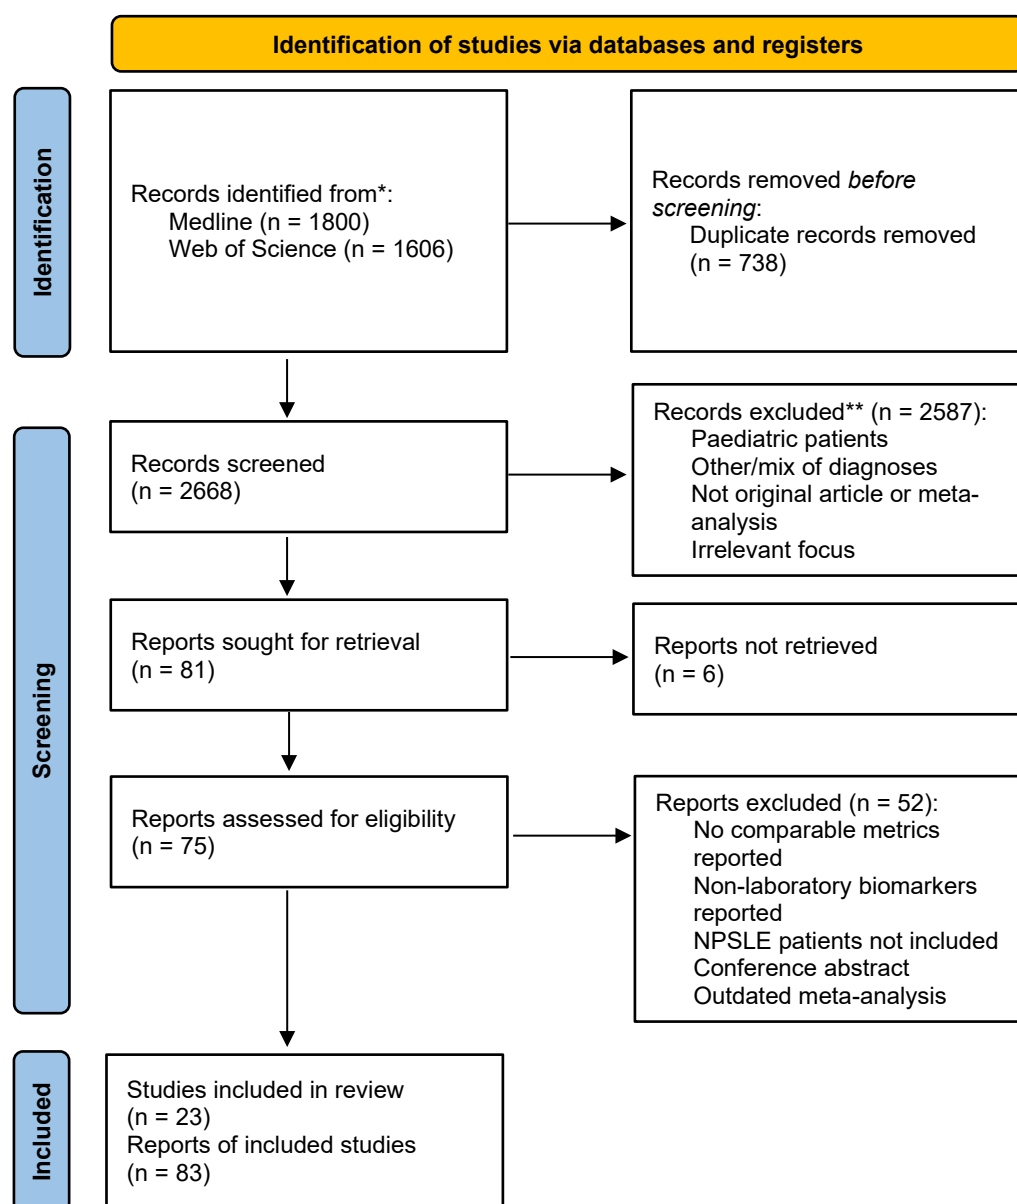 Identification of studies via databases and registers
Identification
Records identified from*:
Medline (n = 1800)
Web of Science (n = 1606)
Records removed before
screening:
Duplicate records removed
(n = 738)
Screening
Records screened
(n = 2668)
Records excluded** (n = 2587):
Paediatric patients
Other/mix of diagnoses
Not original article or meta-
analysis
Irrelevant focus
Reports sought for retrieval
(n = 81)
Reports not retrieved
(n = 6)
Reports assessed for eligibility
(n = 75)
Reports excluded (n = 52):
No comparable metrics
reported
Non-laboratory biomarkers
reported
NPSLE patients not included
Conference abstract
Outdated meta-analysis
Included
Studies included in review
(n = 23)
Reports of included studies
(n = 83)